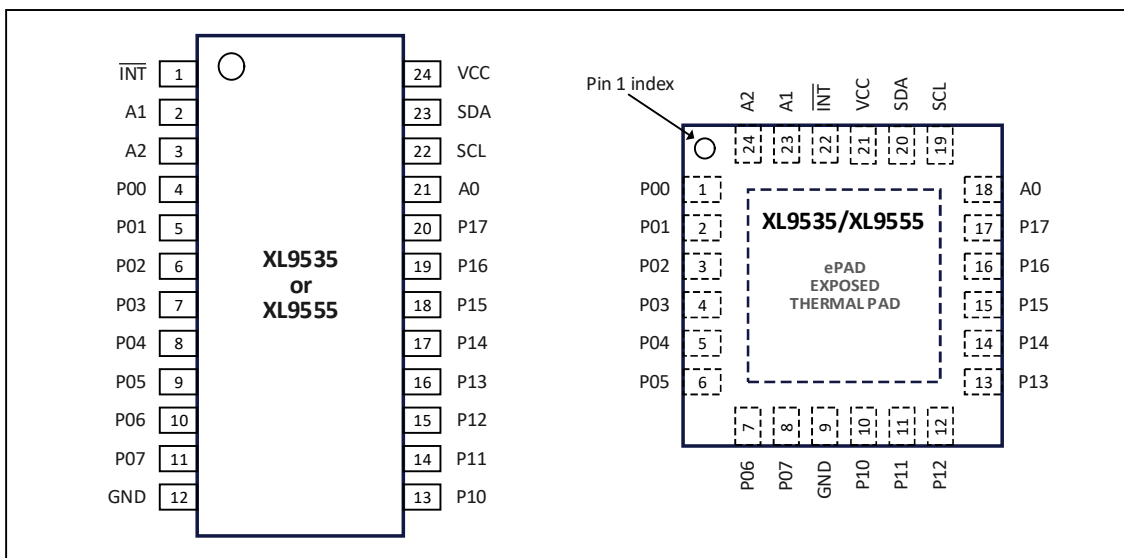 INT 1
A1 2
A2 3
P00 4
P01 5
P02 6
P03 7
P04 8
P05 9
P06 10
P07 11
GND 12
XL9535
or
XL9555
24 VCC
23 SDA
22 SCL
21 A0
20 P17
19 P16
18 P15
17 P14
16 P13
15 P12
14 P11
13 P10
Pin 1 index
A2 A1 INT VCC SDA SCL
24 23 22 21 20 19
P00 1
P01 2
P02 3
P03 4
P04 5
P05 6
XL9535/XL9555
ePAD
EXPOSED
THERMAL PAD
18 A0
17 P17
16 P16
15 P15
14 P14
13 P13
7 8 9 10 11 12
P06 P07 GND P10 P11 P12